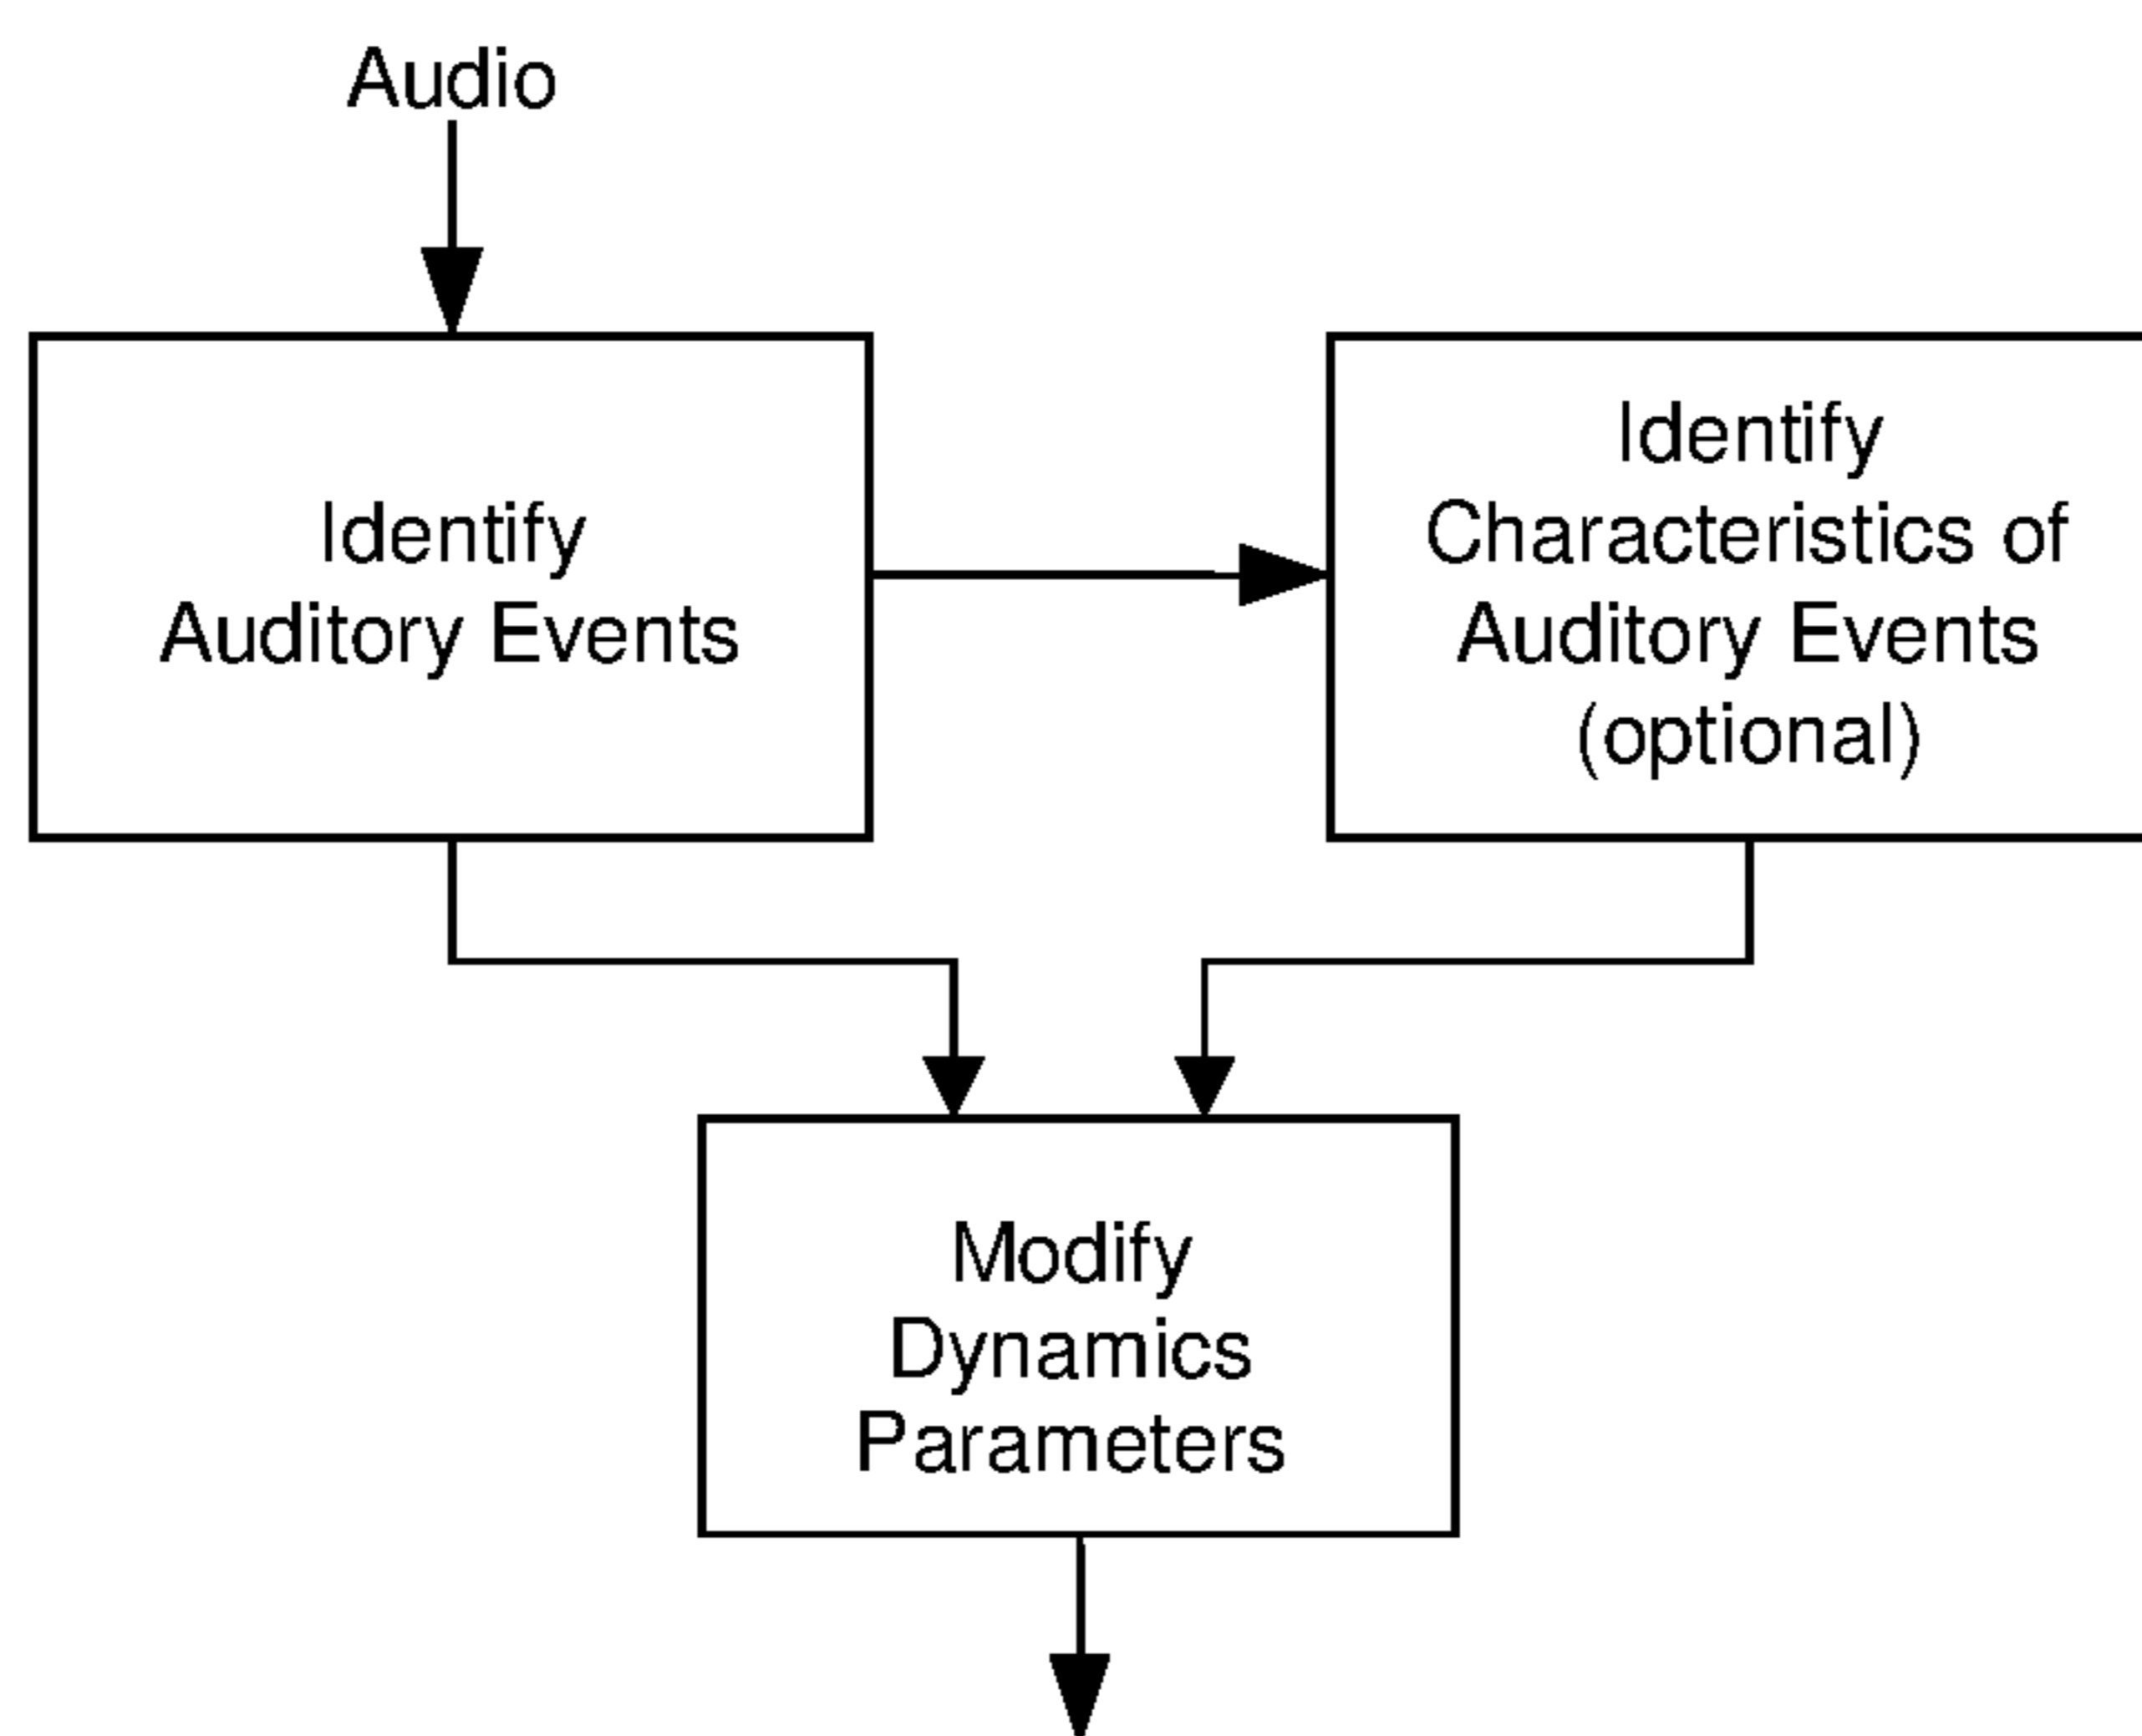 Audio
Identify
Auditory Events
Identify
Characteristics of
Auditory Events
(optional)
Modify
Dynamics
Parameters